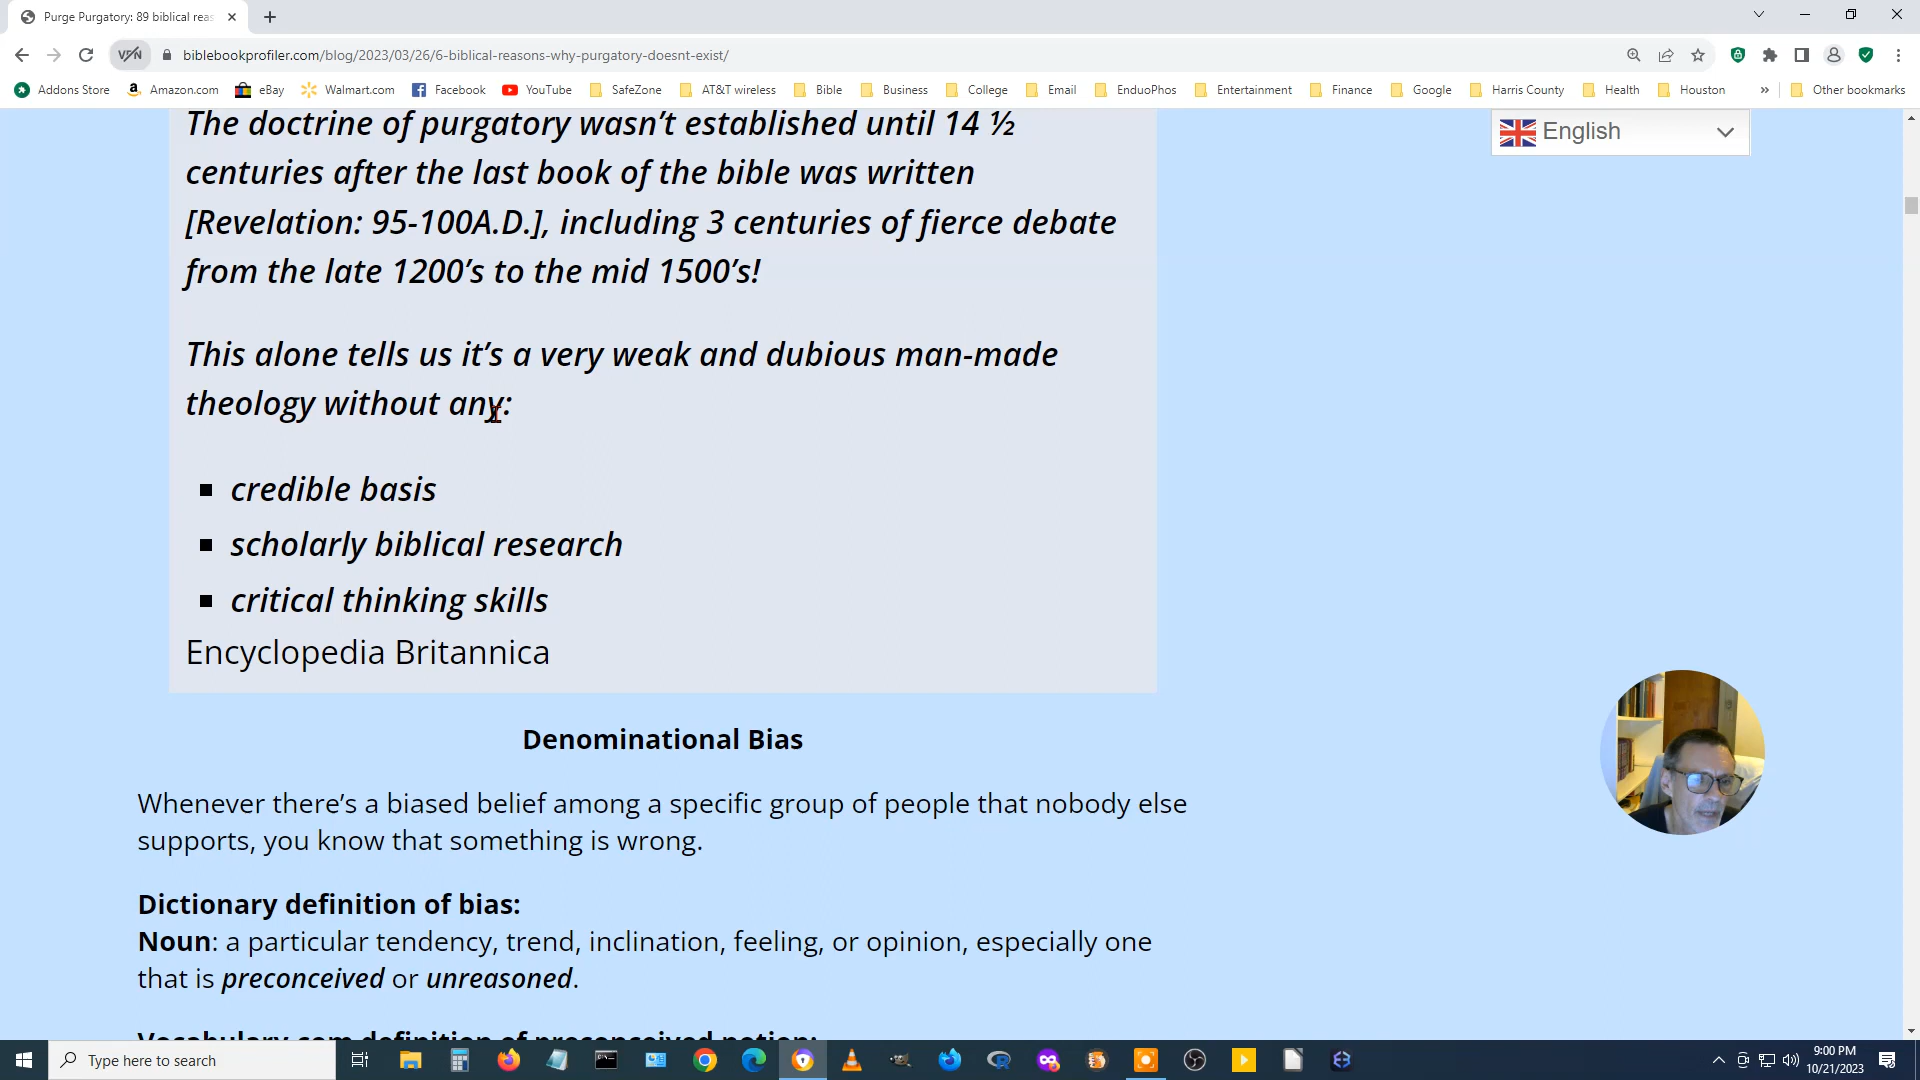 Purge Purgatory: 89 biblical reas
biblebookprofiler.com/blog/2023/03/26/6-biblical-reasons-why-purgatory-doesnt-exist/
VPN
Addons Store Amazon.com eBay Walmart.com Facebook YouTube SafeZone AT&T wireless Bible Business College Email EnduoPhos Entertainment Finance Google Harris County Health Houston » Other bookmarks
English
The doctrine of purgatory wasn’t established until 14 ½
centuries after the last book of the bible was written
[Revelation: 95-100A.D.], including 3 centuries of fierce debate
from the late 1200’s to the mid 1500’s!
This alone tells us it’s a very weak and dubious man-made
theology without any:
credible basis
scholarly biblical research
critical thinking skills
Encyclopedia Britannica
Denominational Bias
Whenever there’s a biased belief among a specific group of people that nobody else
supports, you know that something is wrong.
Dictionary definition of bias:
Noun: a particular tendency, trend, inclination, feeling, or opinion, especially one
that is preconceived or unreasoned.
Vocabulary.com definition of preconceived notion:
Type here to search
9:00 PM
10/21/2023